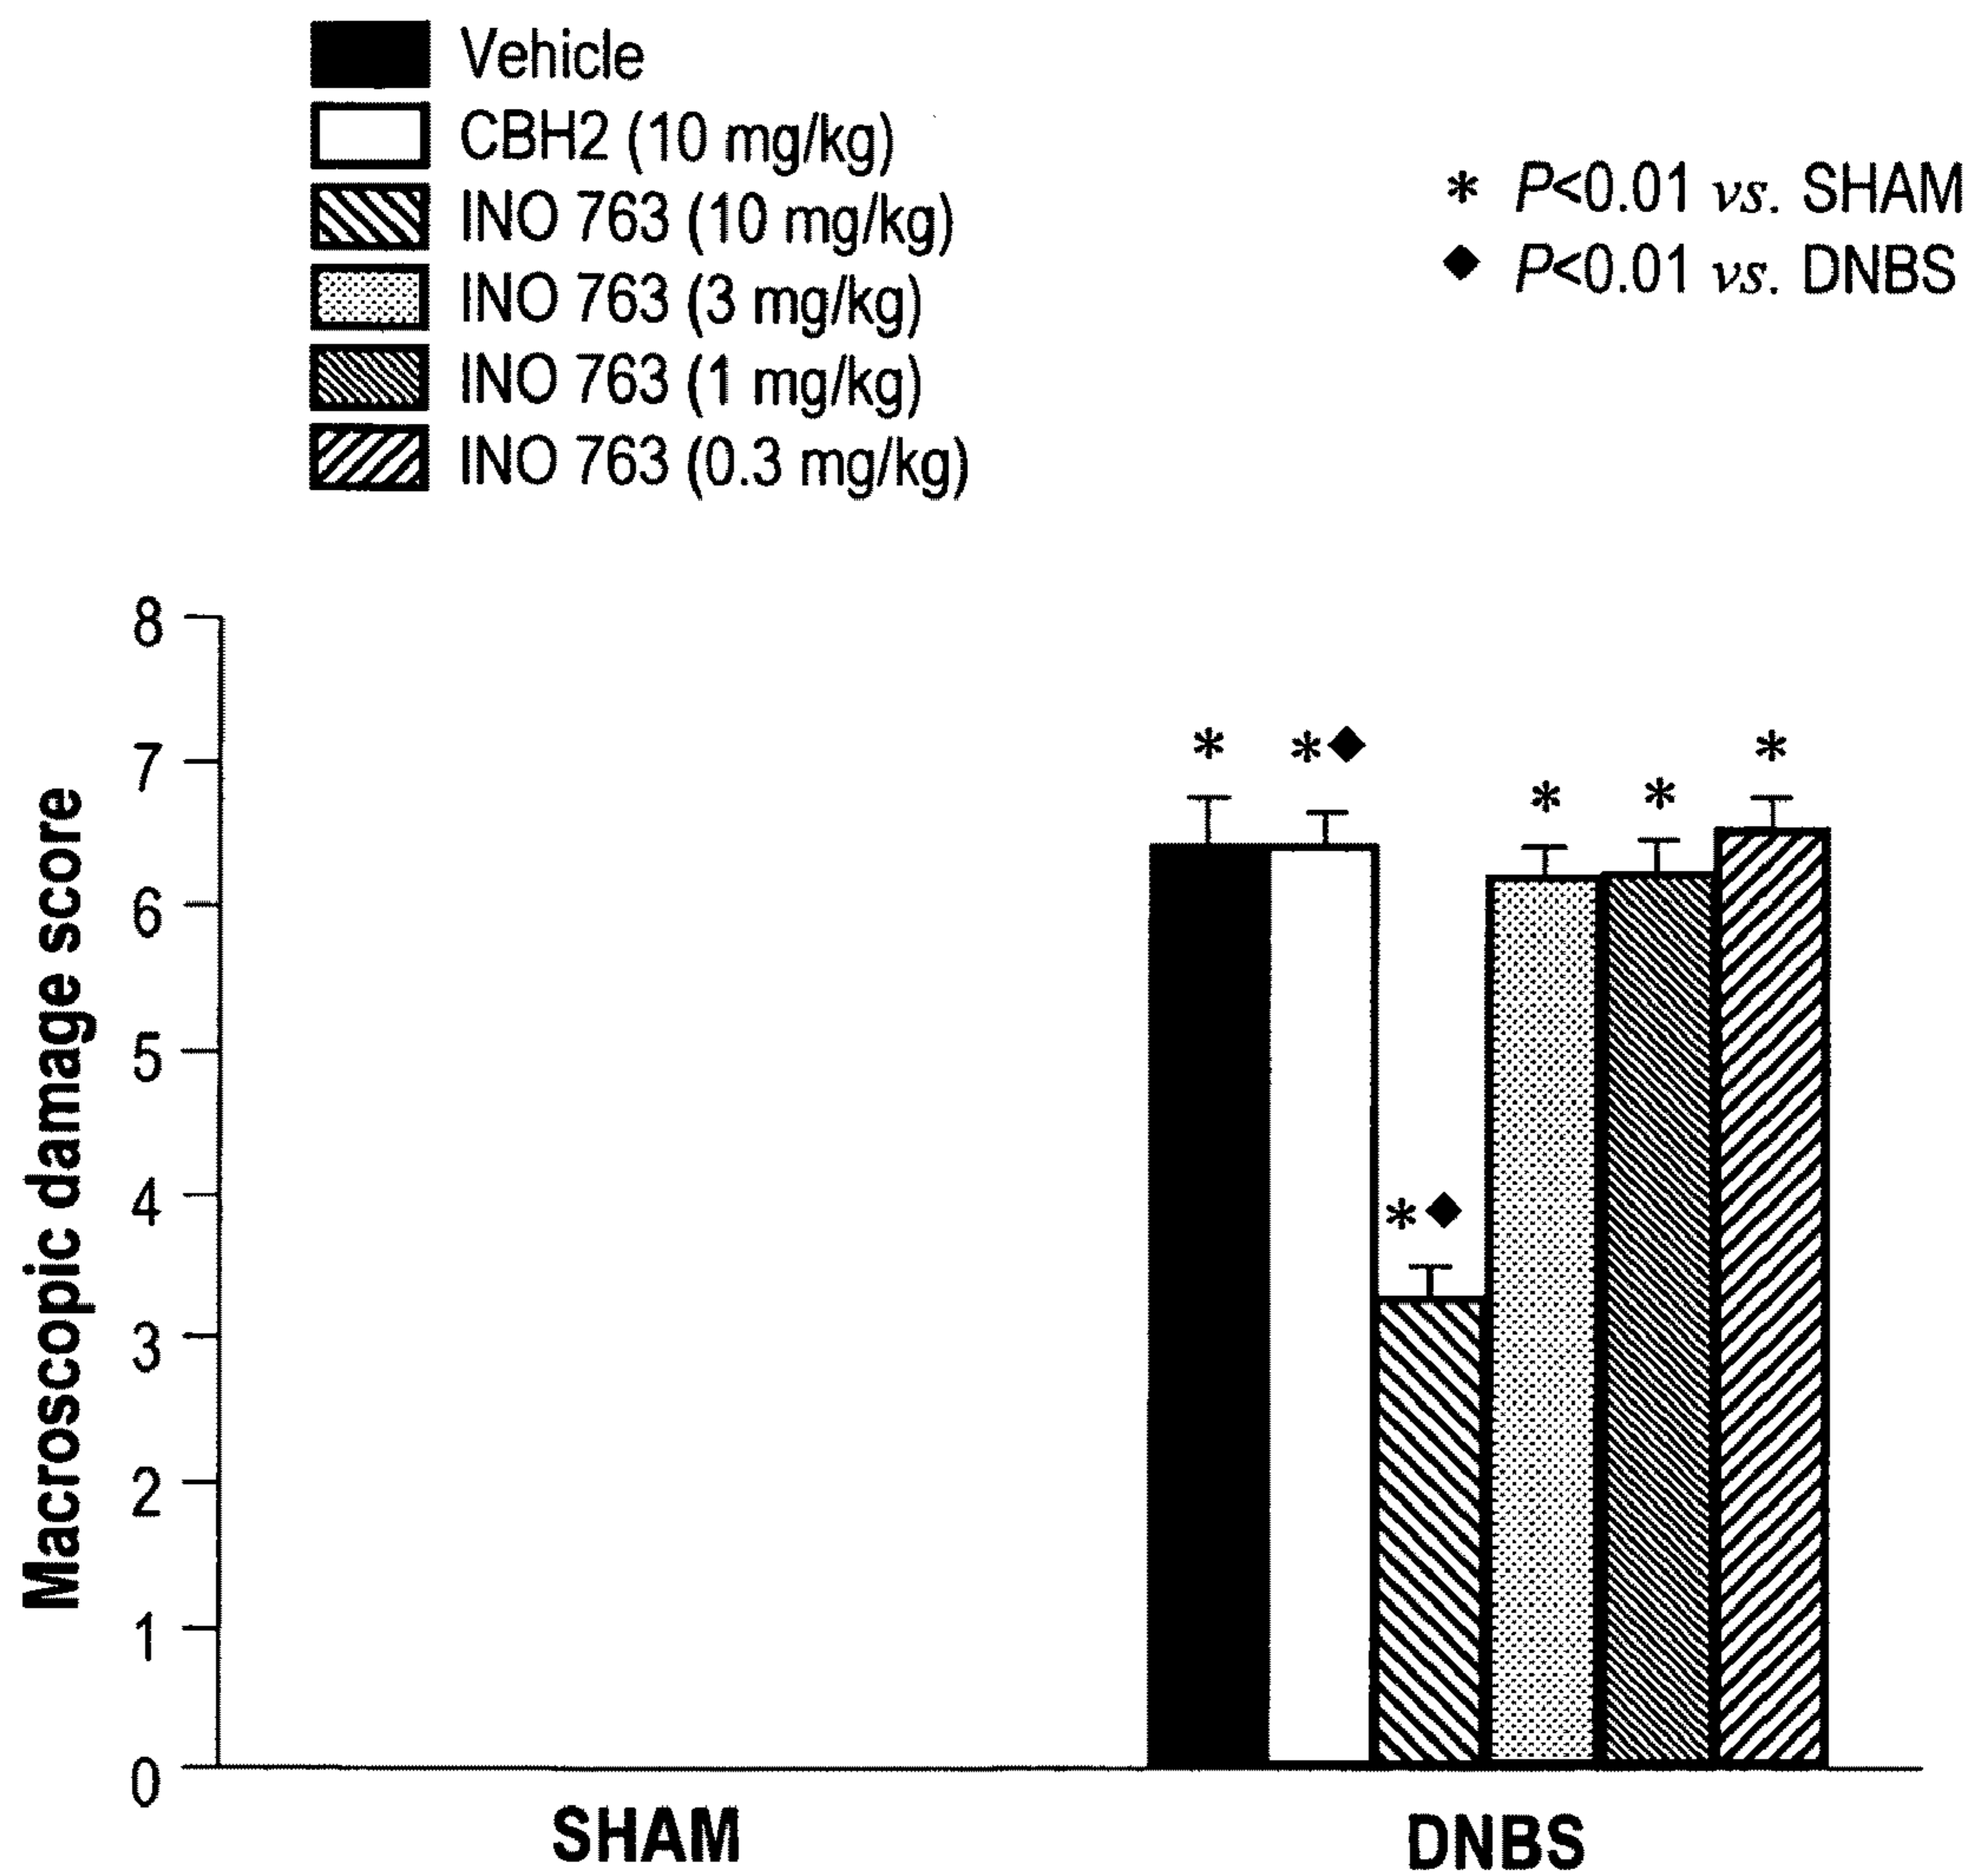 Vehicle
CBH2 (10 mg/kg)
INO 763 (10 mg/kg)
INO 763 (3 mg/kg)
INO 763 (1 mg/kg)
INO 763 (0.3 mg/kg)
* P<0.01 vs. SHAM
◆ P<0.01 vs. DNBS
Macroscopic damage score
8
7
6
5
4
3
2
1
0
* *◆ *◆ * * *
SHAM DNBS